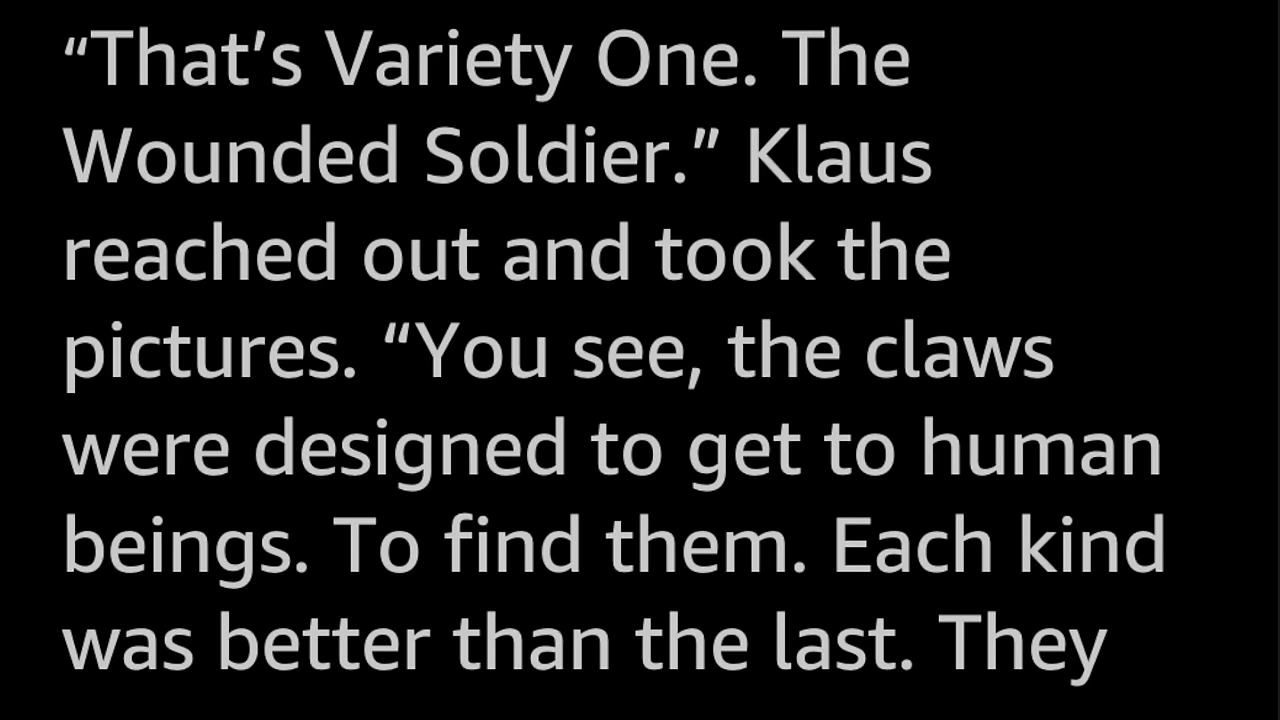 “That’s Variety One. The
Wounded Soldier.” Klaus
reached out and took the
pictures. “You see, the claws
were designed to get to human
beings. To find them. Each kind
was better than the last. They